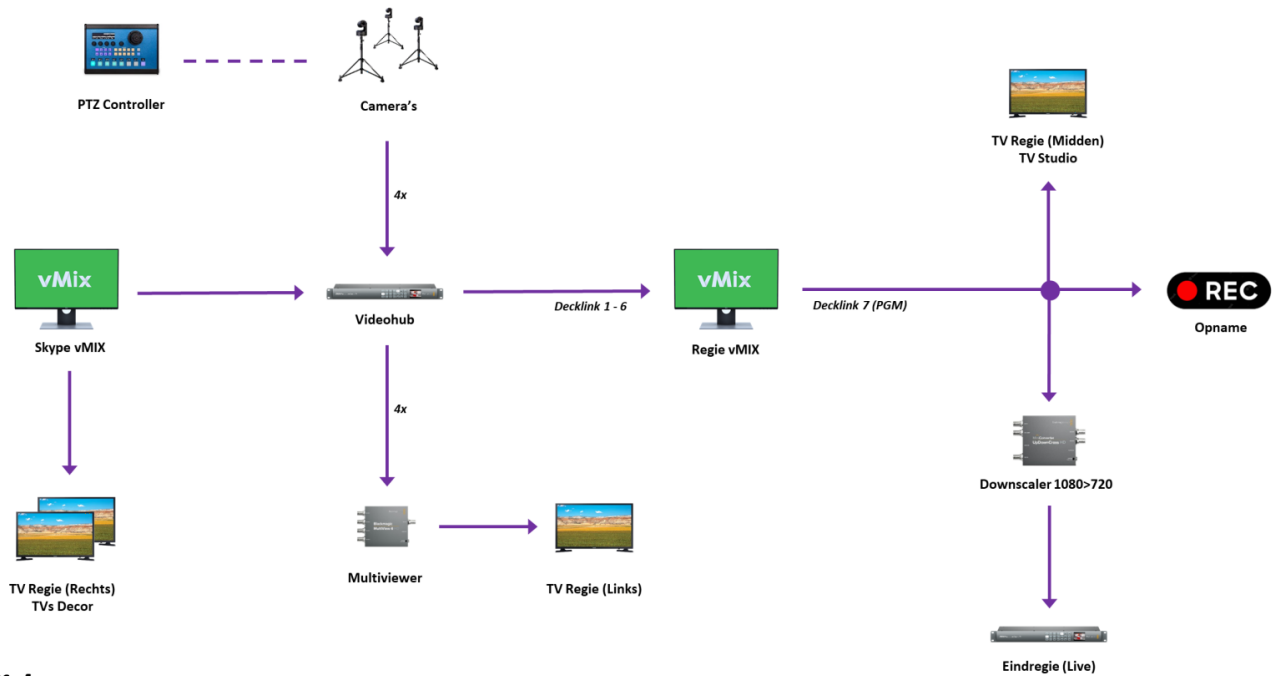 PTZ Controller
Camera's
TV Regie (Midden)
TV Studio
4x
vMix
Skype vMIX
Videohub
Decklink 1 - 6
vMix
Regie vMIX
Decklink 7 (PGM)
REC
Opname
4x
Downscaler 1080>720
TV Regie (Rechts)
TVs Decor
Multiviewer
TV Regie (Links)
Eindregie (Live)